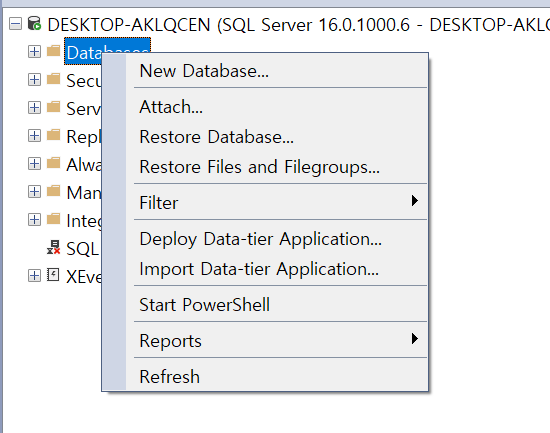 DESKTOP-AKLQCEN (SQL Server 16.0.1000.6 - DESKTOP-AKLQ
Databases
Secu
Serv
Repl
Alwa
Man
Integ
SQL
XEve
New Database...
Attach...
Restore Database...
Restore Files and Filegroups...
Filter
Deploy Data-tier Application...
Import Data-tier Application...
Start PowerShell
Reports
Refresh